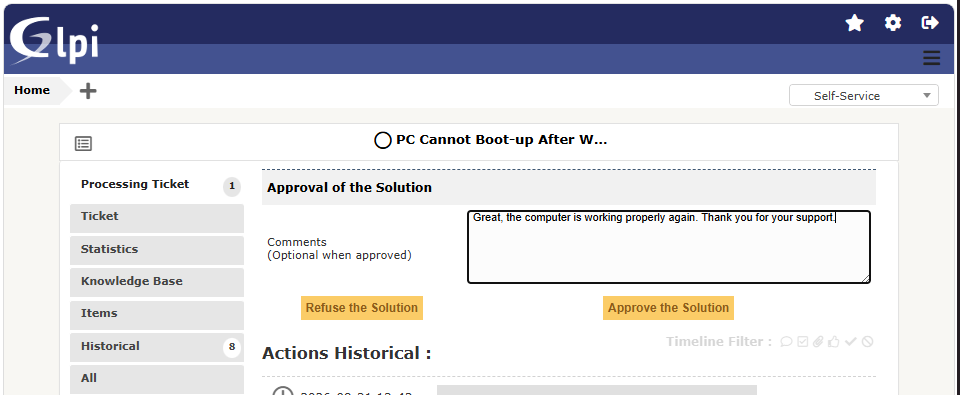 Glpi
Home
Self-Service
PC Cannot Boot-up After W...
Processing Ticket 1
Ticket
Statistics
Knowledge Base
Items
Historical 8
All
Approval of the Solution
Comments
(Optional when approved)
Great, the computer is working properly again. Thank you for your support.
Refuse the Solution
Approve the Solution
Timeline Filter :
Actions Historical :